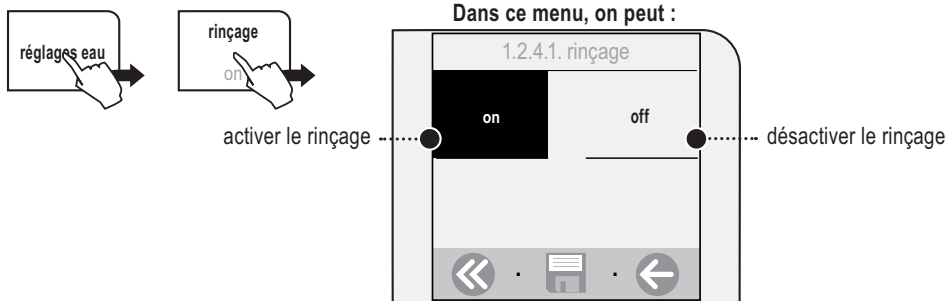 Dans ce menu, on peut :
réglages eau
rinçage
on
1.2.4.1. rinçage
on
off
activer le rinçage
désactiver le rinçage